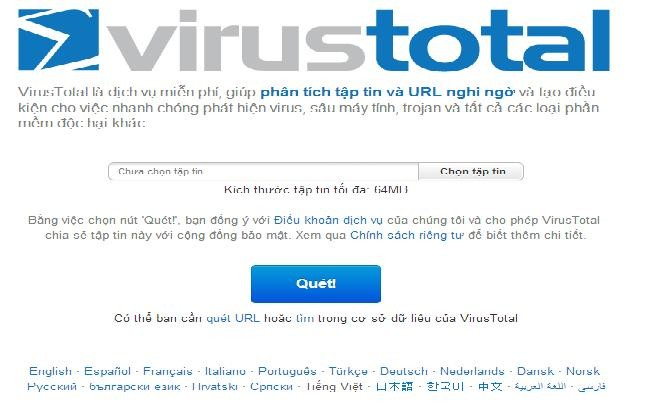 virustotal
VirusTotal là dịch vụ miễn phí, giúp phân tích tập tin và URL nghi ngờ và tạo điều
kiện cho việc nhanh chóng phát hiện virus, sâu máy tính, trojan và tất cả các loại phần
mềm độc hại khác:
Chưa chọn tập tin
Chọn tập tin
Kích thước tập tin tối đa: 64MB
Bằng việc chọn nút 'Quét!', bạn đồng ý với Điều khoản dịch vụ của chúng tôi và cho phép VirusTotal
chia sẽ tập tin này với cộng đồng bảo mật. Xem qua Chính sách riêng tư để biết thêm chi tiết.
Quét!
Có thể bạn cần quét URL hoặc tìm trong cơ sở dữ liệu của VirusTotal
English · Español · Français · Italiano · Português · Türkçe · Deutsch · Nederlands · Dansk · Norsk
Русский · български език · Hrvatski · Српски · Tiếng Việt · 日本語 · 한국어 · 中文 · اللغة العربية · فارسی